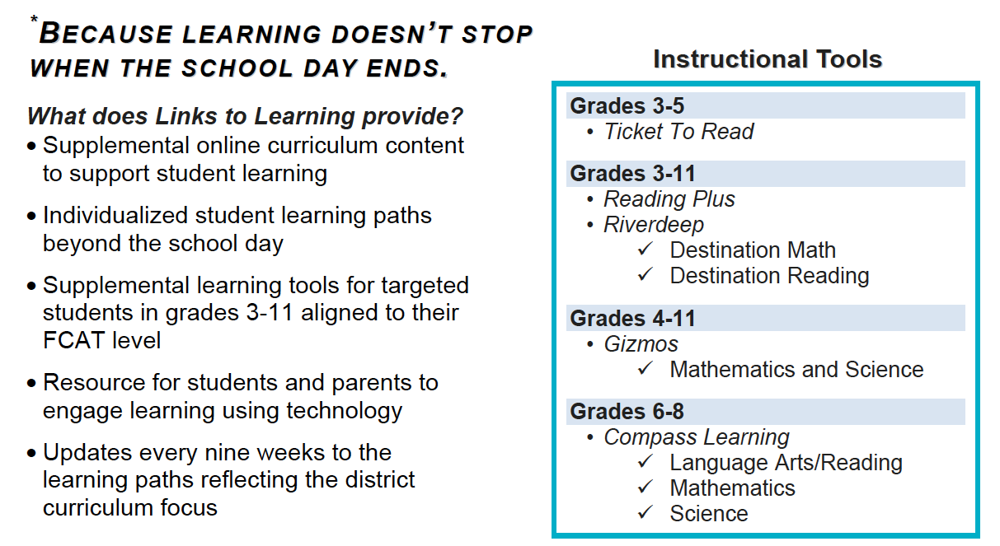 *BECAUSE LEARNING DOESN’T STOP
WHEN THE SCHOOL DAY ENDS.
What does Links to Learning provide?
• Supplemental online curriculum content
to support student learning
• Individualized student learning paths
beyond the school day
• Supplemental learning tools for targeted
students in grades 3-11 aligned to their
FCAT level
• Resource for students and parents to
engage learning using technology
• Updates every nine weeks to the
learning paths reflecting the district
curriculum focus
Instructional Tools
Grades 3-5
• Ticket To Read
Grades 3-11
• Reading Plus
• Riverdeep
✓ Destination Math
✓ Destination Reading
Grades 4-11
• Gizmos
✓ Mathematics and Science
Grades 6-8
• Compass Learning
✓ Language Arts/Reading
✓ Mathematics
✓ Science